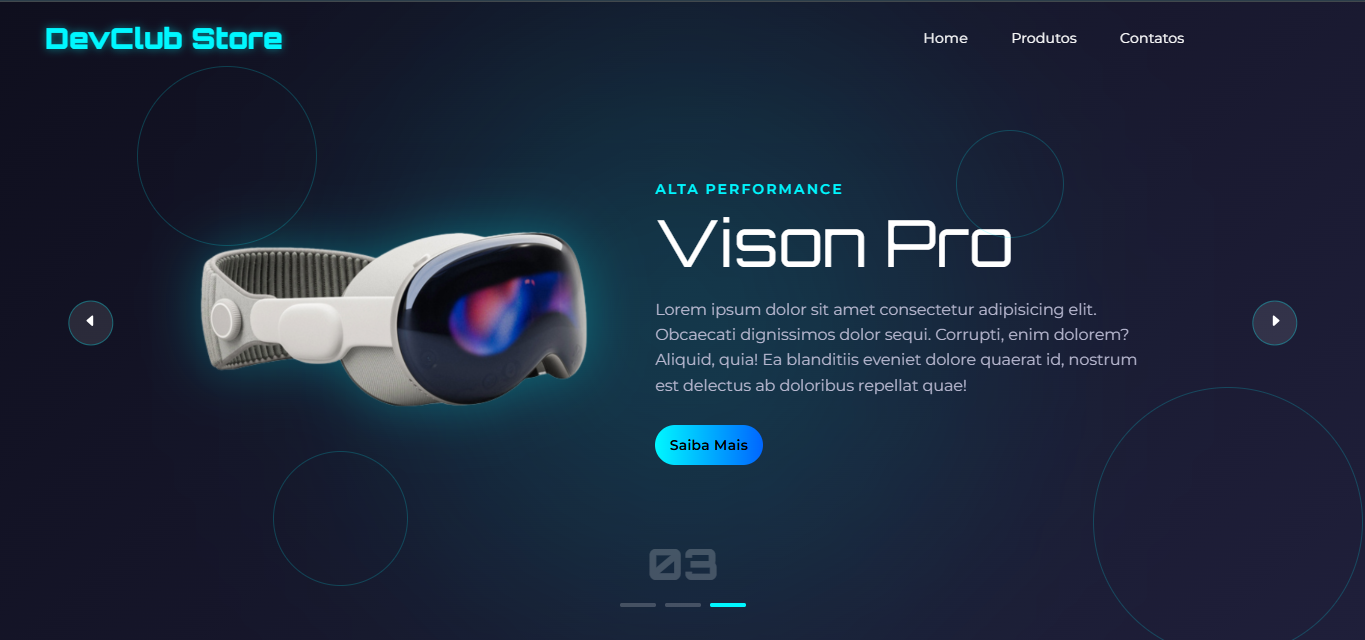 DevClub Store
Home
Produtos
Contatos
ALTA PERFORMANCE
Vison Pro
Lorem ipsum dolor sit amet consectetur adipisicing elit.
Obcaecati dignissimos dolor sequi. Corrupti, enim dolorem?
Aliquid, quia! Ea blanditiis eveniet dolore quaerat id, nostrum
est delectus ab doloribus repellat quae!
Saiba Mais
03